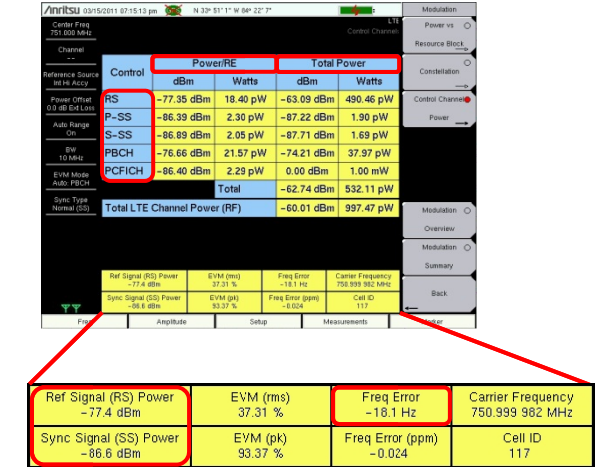 Anritsu 03/15/2011 07:15:13 pm N 33° 51' 1" W 84° 22' 7"
Modulation
Center Freq
751.000 MHz
Channel
--
Reference Source
Int Hi Accy
Power Offset
0.0 dB Ext Loss
Auto Range
On
BW
10 MHz
EVM Mode
Auto: PBCH
Sync Type
Normal (SS)
LTE
Control Channel
Control Power/RE Total Power
dBm Watts dBm Watts
RS -77.35 dBm 18.40 pW -63.09 dBm 490.46 pW
P-SS -86.39 dBm 2.30 pW -87.22 dBm 1.90 pW
S-SS -86.89 dBm 2.05 pW -87.71 dBm 1.69 pW
PBCH -76.66 dBm 21.57 pW -74.21 dBm 37.97 pW
PCFICH -86.40 dBm 2.29 pW 0.00 dBm 1.00 mW
Total -62.74 dBm 532.11 pW
Total LTE Channel Power (RF) -60.01 dBm 997.47 pW
Ref Signal (RS) Power EVM (rms) Freq Error Carrier Frequency
-77.4 dBm 37.31 % -18.1 Hz 750.999 982 MHz
Sync Signal (SS) Power EVM (pk) Freq Error (ppm) Cell ID
-86.6 dBm 93.37 % -0.024 117
Power vs
Resource Block
Constellation
Control Channel
Power
Modulation
Overview
Modulation
Summary
Back
Amplitude Setup Measurements
Ref Signal (RS) Power EVM (rms) Freq Error Carrier Frequency
-77.4 dBm 37.31 % -18.1 Hz 750.999 982 MHz
Sync Signal (SS) Power EVM (pk) Freq Error (ppm) Cell ID
-86.6 dBm 93.37 % -0.024 117